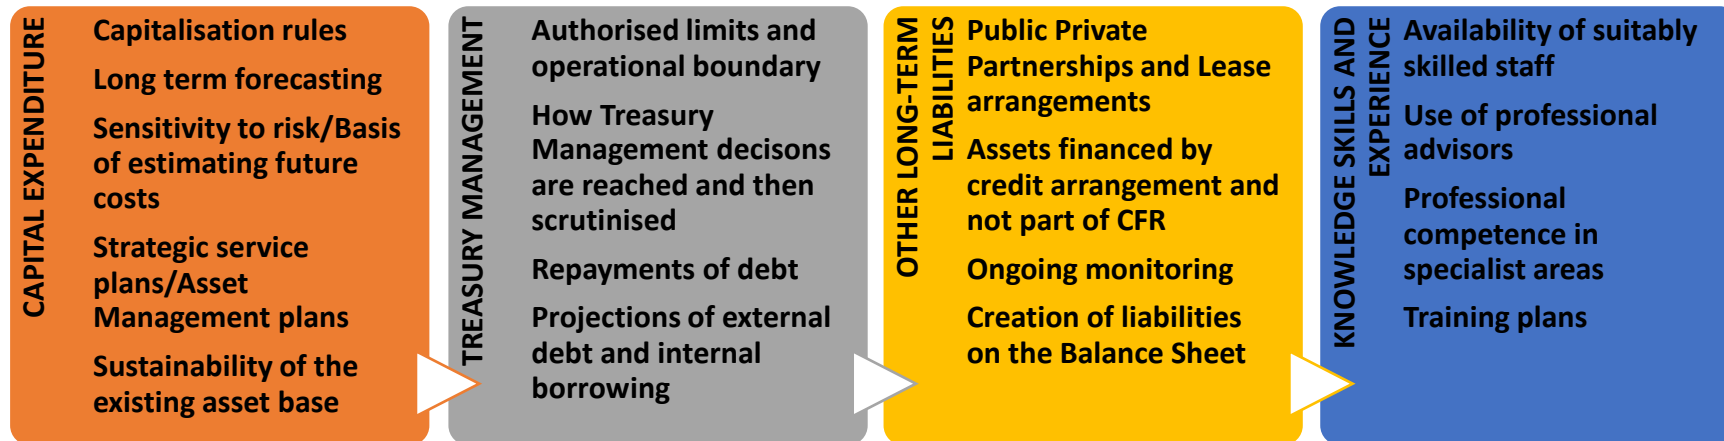 CAPITAL EXPENDITURE
Capitalisation rules
Long term forecasting
Sensitivity to risk/Basis
of estimating future
costs
Strategic service
plans/Asset
Management plans
Sustainability of the
existing asset base
TREASURY MANAGEMENT
Authorised limits and
operational boundary
How Treasury
Management decisons
are reached and then
scrutinised
Repayments of debt
Projections of external
debt and internal
borrowing
OTHER LONG-TERM
LIABILITIES
Public Private
Partnerships and Lease
arrangements
Assets financed by
credit arrangement and
not part of CFR
Ongoing monitoring
Creation of liabilities
on the Balance Sheet
KNOWLEDGE SKILLS AND
EXPERIENCE
Availability of suitably
skilled staff
Use of professional
advisors
Professional
competence in
specialist areas
Training plans